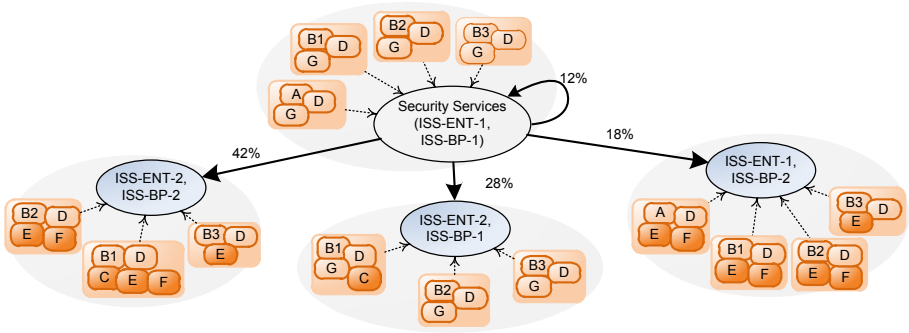 B1
D
G
B2
D
G
B3
D
G
A
D
G
12%
Security Services
(ISS-ENT-1,
ISS-BP-1)
42%
28%
18%
ISS-ENT-2,
ISS-BP-2
B2
D
E
F
B1
D
C
E
F
B3
D
E
ISS-ENT-2,
ISS-BP-1
B1
D
G
C
B2
D
G
B3
D
G
ISS-ENT-1,
ISS-BP-2
A
D
E
F
B1
D
E
F
B2
D
E
F
B3
D
E